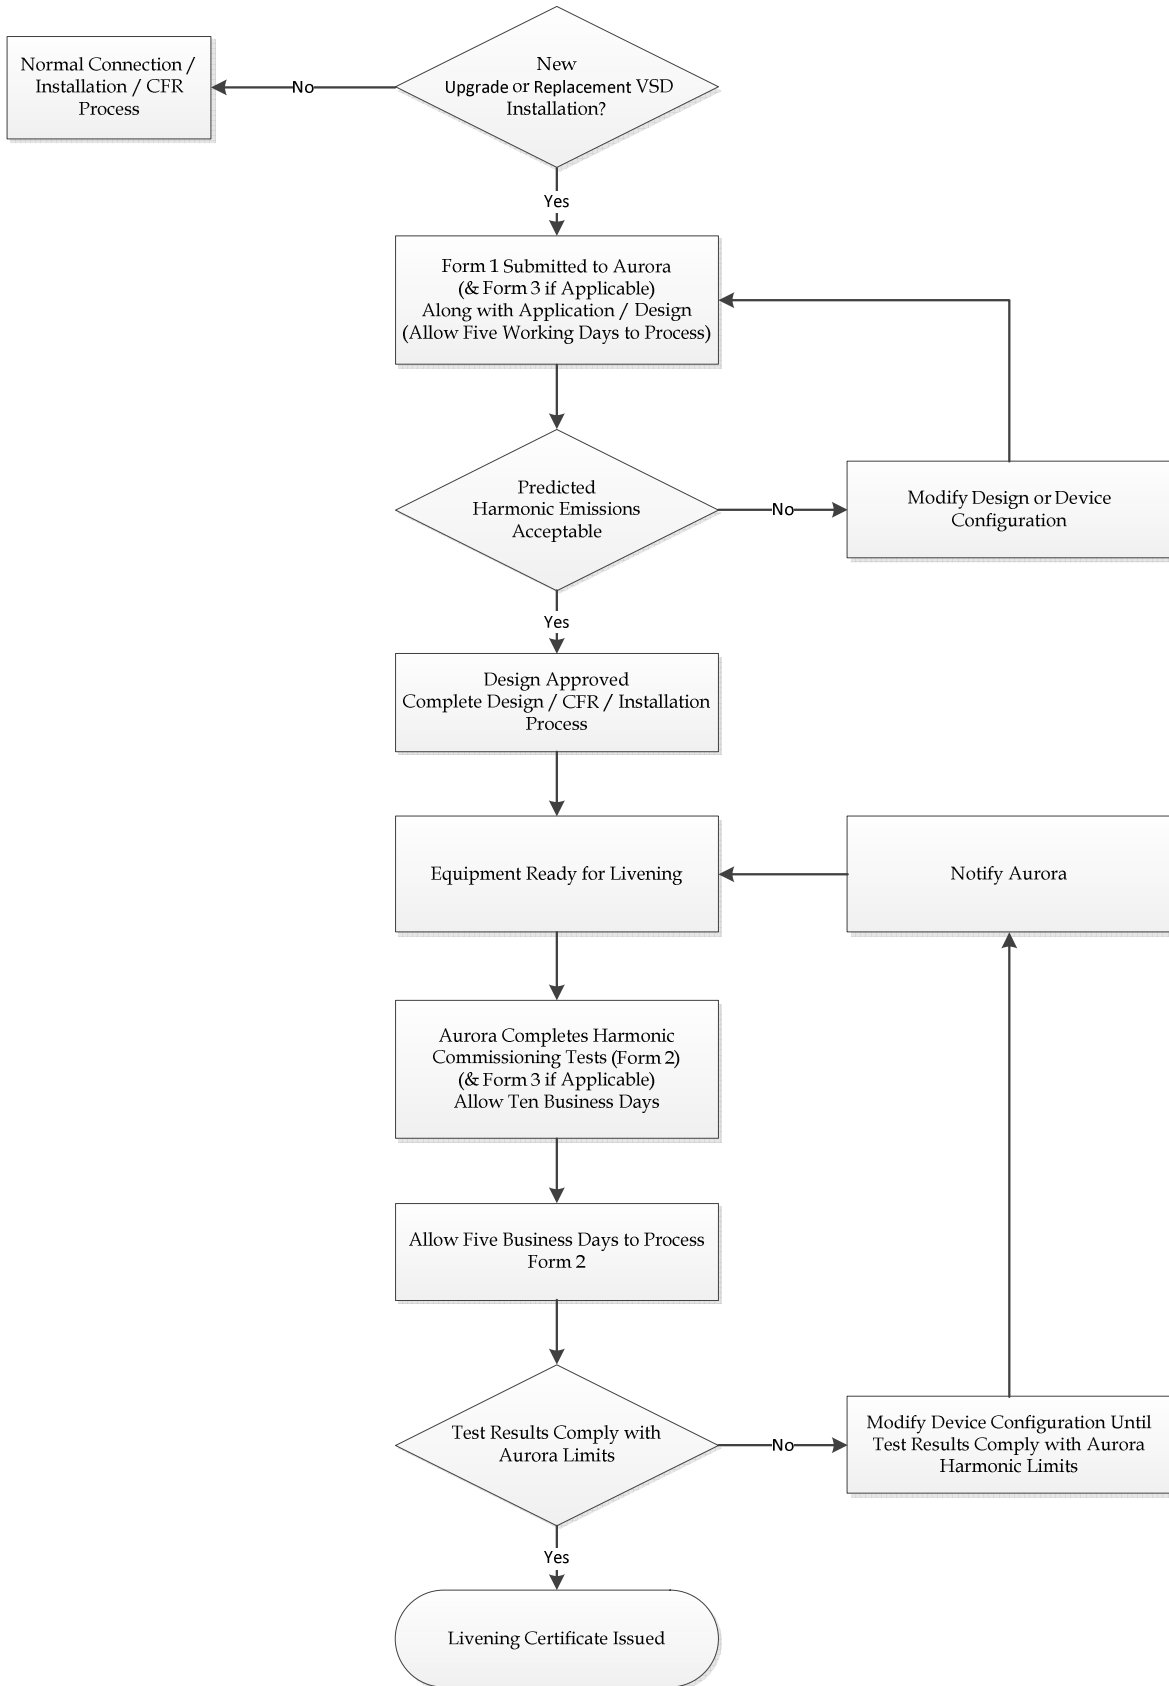 New
Upgrade or Replacement VSD
Installation?
No
Normal Connection /
Installation / CFR
Process
Yes
Form 1 Submitted to Aurora
(& Form 3 if Applicable)
Along with Application / Design
(Allow Five Working Days to Process)
Predicted
Harmonic Emissions
Acceptable
No
Modify Design or Device
Configuration
Yes
Design Approved
Complete Design / CFR / Installation
Process
Equipment Ready for Livening
Notify Aurora
Aurora Completes Harmonic
Commissioning Tests (Form 2)
(& Form 3 if Applicable)
Allow Ten Business Days
Allow Five Business Days to Process
Form 2
Test Results Comply with
Aurora Limits
No
Modify Device Configuration Until
Test Results Comply with Aurora
Harmonic Limits
Yes
Livening Certificate Issued